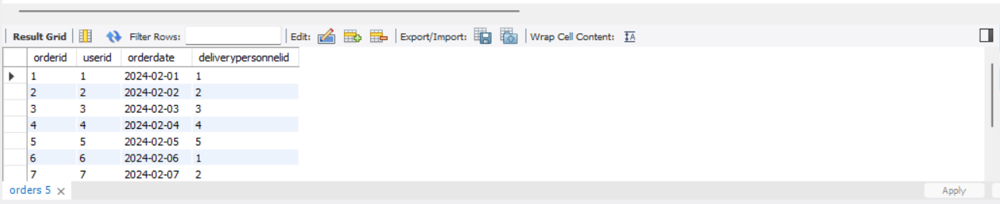 Result Grid Filter Rows: Edit: Export/Import: Wrap Cell Content: IA
orderid userid orderdate deliverypersonnelid
1 1 2024-02-01 1
2 2 2024-02-02 2
3 3 2024-02-03 3
4 4 2024-02-04 4
5 5 2024-02-05 5
6 6 2024-02-06 1
7 7 2024-02-07 2
orders 5 × Apply